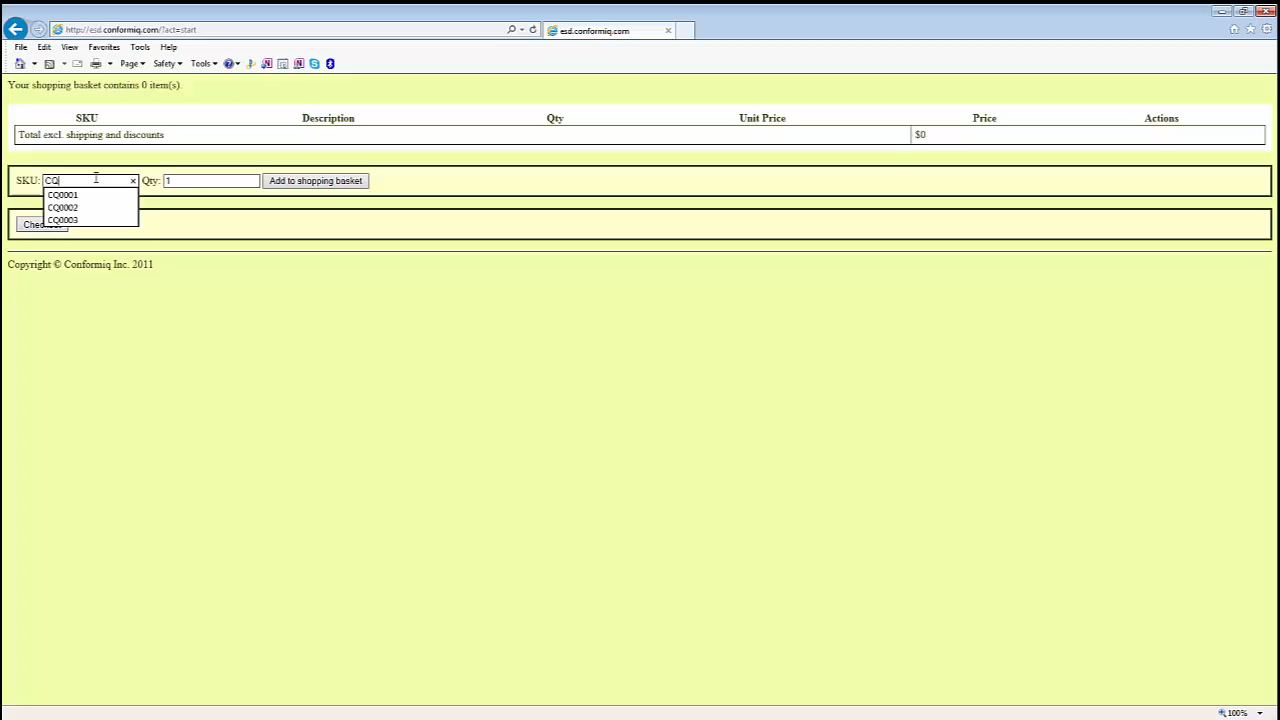 http://esd.conformiq.com/?act=start
esd.conformiq.com
File Edit View Favorites Tools Help
Page Safety Tools
Your shopping basket contains 0 item(s).
SKU Description Qty Unit Price Price Actions
Total excl. shipping and discounts $0
SKU: CQ Qty: 1 Add to shopping basket
CQ0001
CQ0002
CQ0003
Copyright © Conformiq Inc. 2011
100%